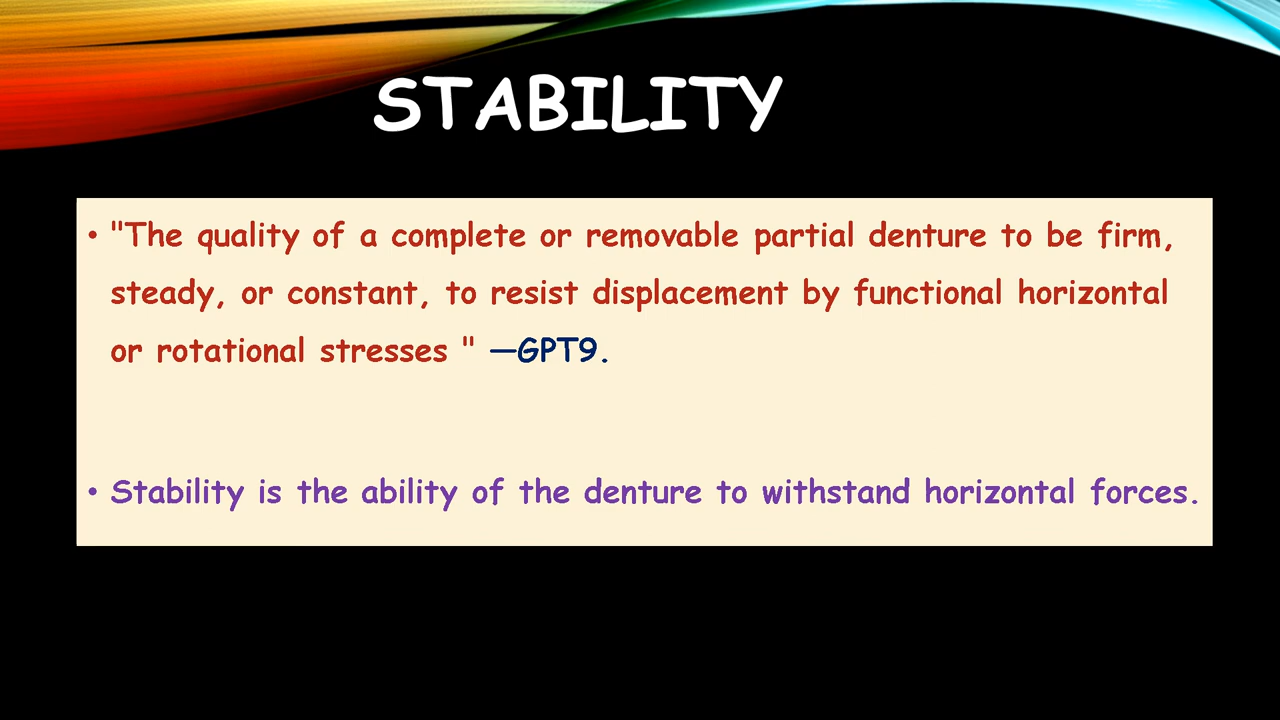 STABILITY
• "The quality of a complete or removable partial denture to be firm,
steady, or constant, to resist displacement by functional horizontal
or rotational stresses " —GPT9.
• Stability is the ability of the denture to withstand horizontal forces.